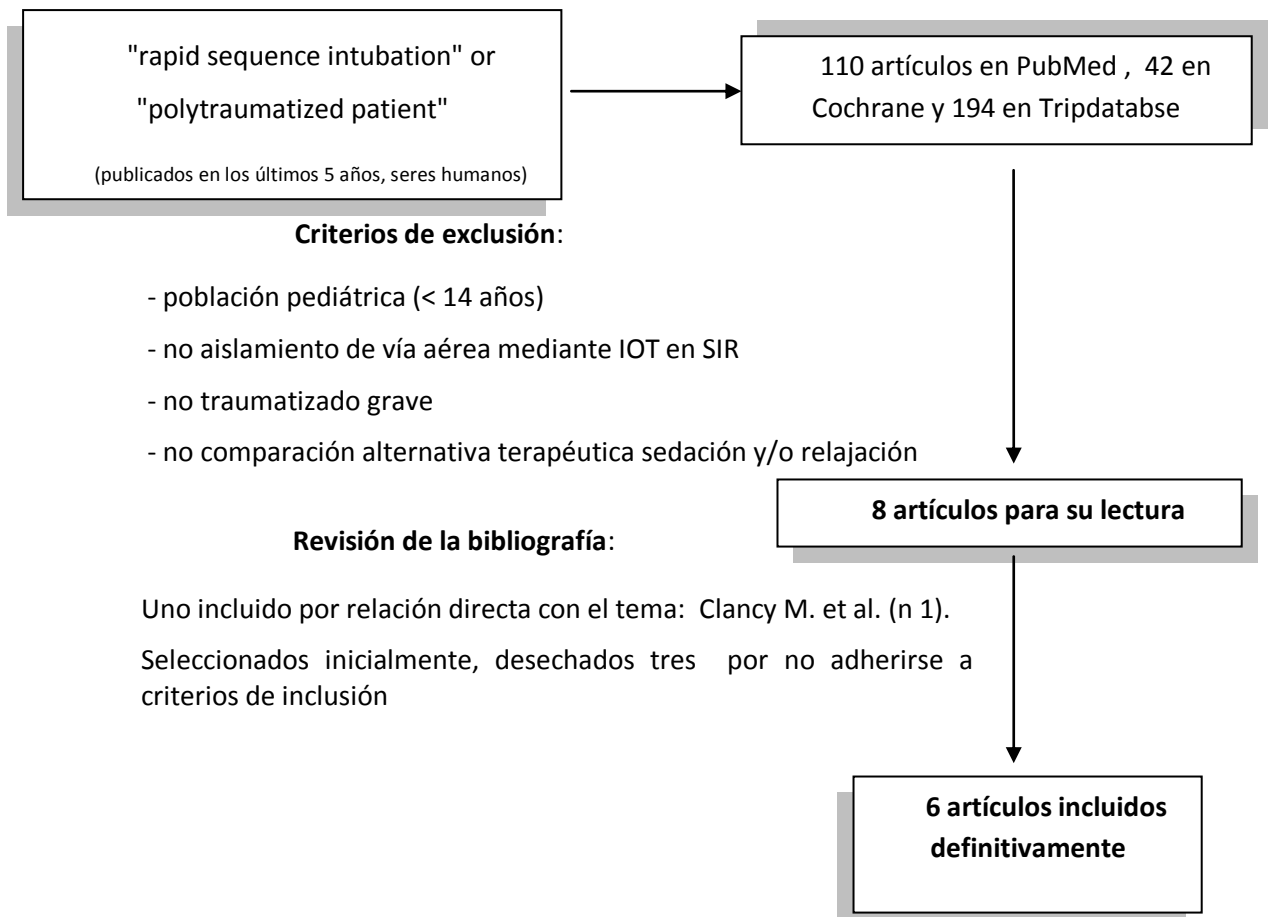 "rapid sequence intubation" or
"polytraumatized patient"
(publicados en los últimos 5 años, seres humanos)
110 artículos en PubMed , 42 en
Cochrane y 194 en Tripdatabse
Criterios de exclusión:
- población pediátrica (< 14 años)
- no aislamiento de vía aérea mediante IOT en SIR
- no traumatizado grave
- no comparación alternativa terapéutica sedación y/o relajación
8 artículos para su lectura
Revisión de la bibliografía:
Uno incluido por relación directa con el tema: Clancy M. et al. (n 1).
Seleccionados inicialmente, desechados tres por no adherirse a
criterios de inclusión
6 artículos incluidos
definitivamente